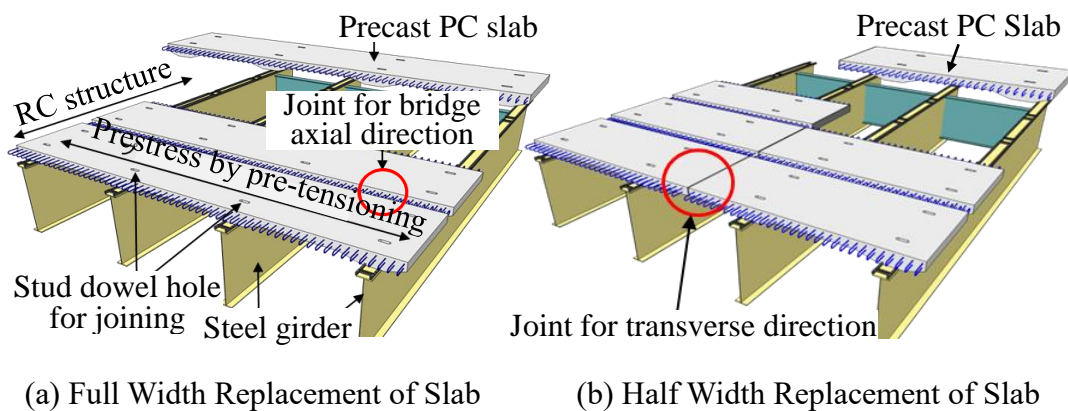 Precast PC slab
RC structure
Joint for bridge
axial direction
Prestress by pre-tensioning
Stud dowel hole
for joining
Steel girder
(a) Full Width Replacement of Slab
Precast PC Slab
Joint for transverse direction
(b) Half Width Replacement of Slab